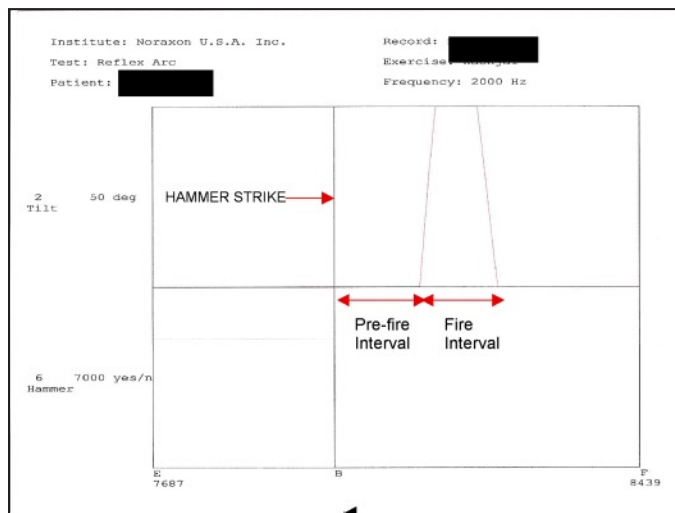 Institute: Noraxon U.S.A. Inc.
Record:
Test: Reflex Arc
Exercise:
Patient:
Frequency: 2000 Hz
2 50 deg
Tilt
HAMMER STRIKE
Pre-fire
Interval
Fire
Interval
6 7000 yes/n
Hammer
E
7687
B
F
8439